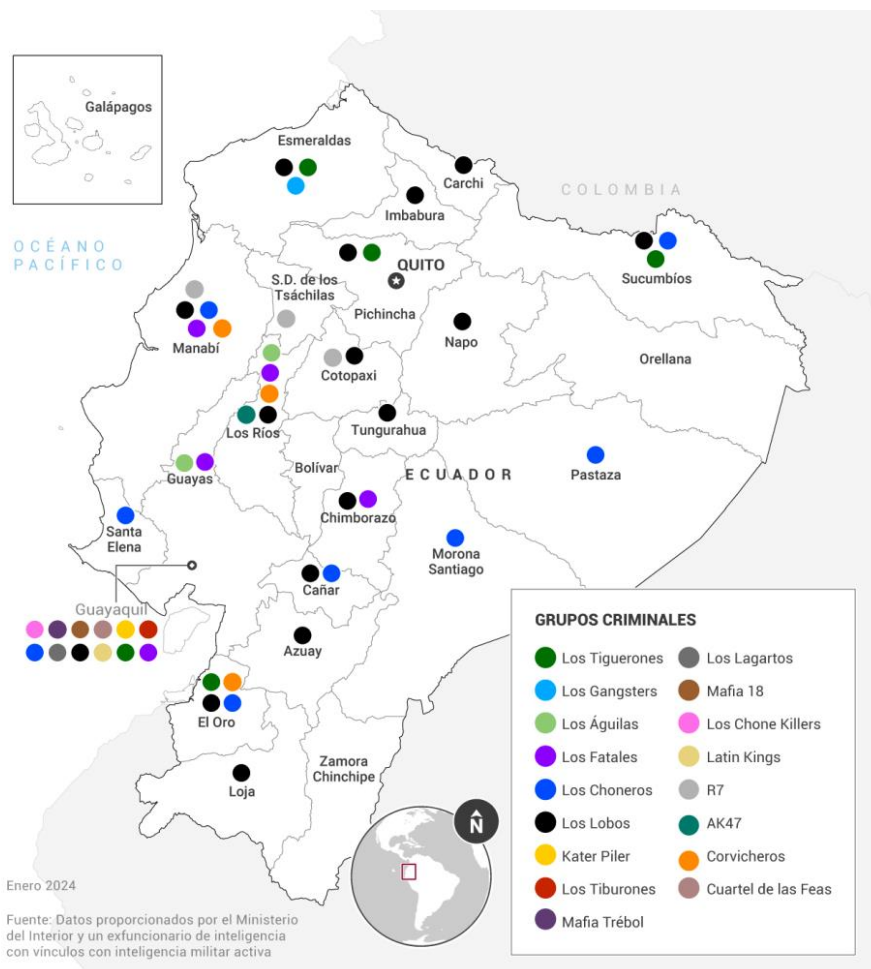 Galápagos
Esmeraldas
Carchi
COLOMBIA
Imbabura
OCÉANO
PACÍFICO
QUITO
Sucumbíos
S.D. de los
Tsáchilas
Pichincha
Manabí
Napo
Orellana
Cotopaxi
Los Ríos
Tungurahua
Guayas
Bolívar
ECUADOR
Pastaza
Chimborazo
Santa
Elena
Morona
Santiago
Cañar
Guayaquil
Azuay
El Oro
Zamora
Chinchipe
Loja
N
GRUPOS CRIMINALES
Los Tiguerones
Los Gangsters
Los Águilas
Los Fatales
Los Choneros
Los Lobos
Kater Piler
Los Tiburones
Mafia Trébol
Los Lagartos
Mafia 18
Los Chone Killers
Latin Kings
R7
AK47
Corvicheros
Cuartel de las Feas
Enero 2024
Fuente: Datos proporcionados por el Ministerio
del Interior y un exfuncionario de inteligencia
con vínculos con inteligencia militar activa